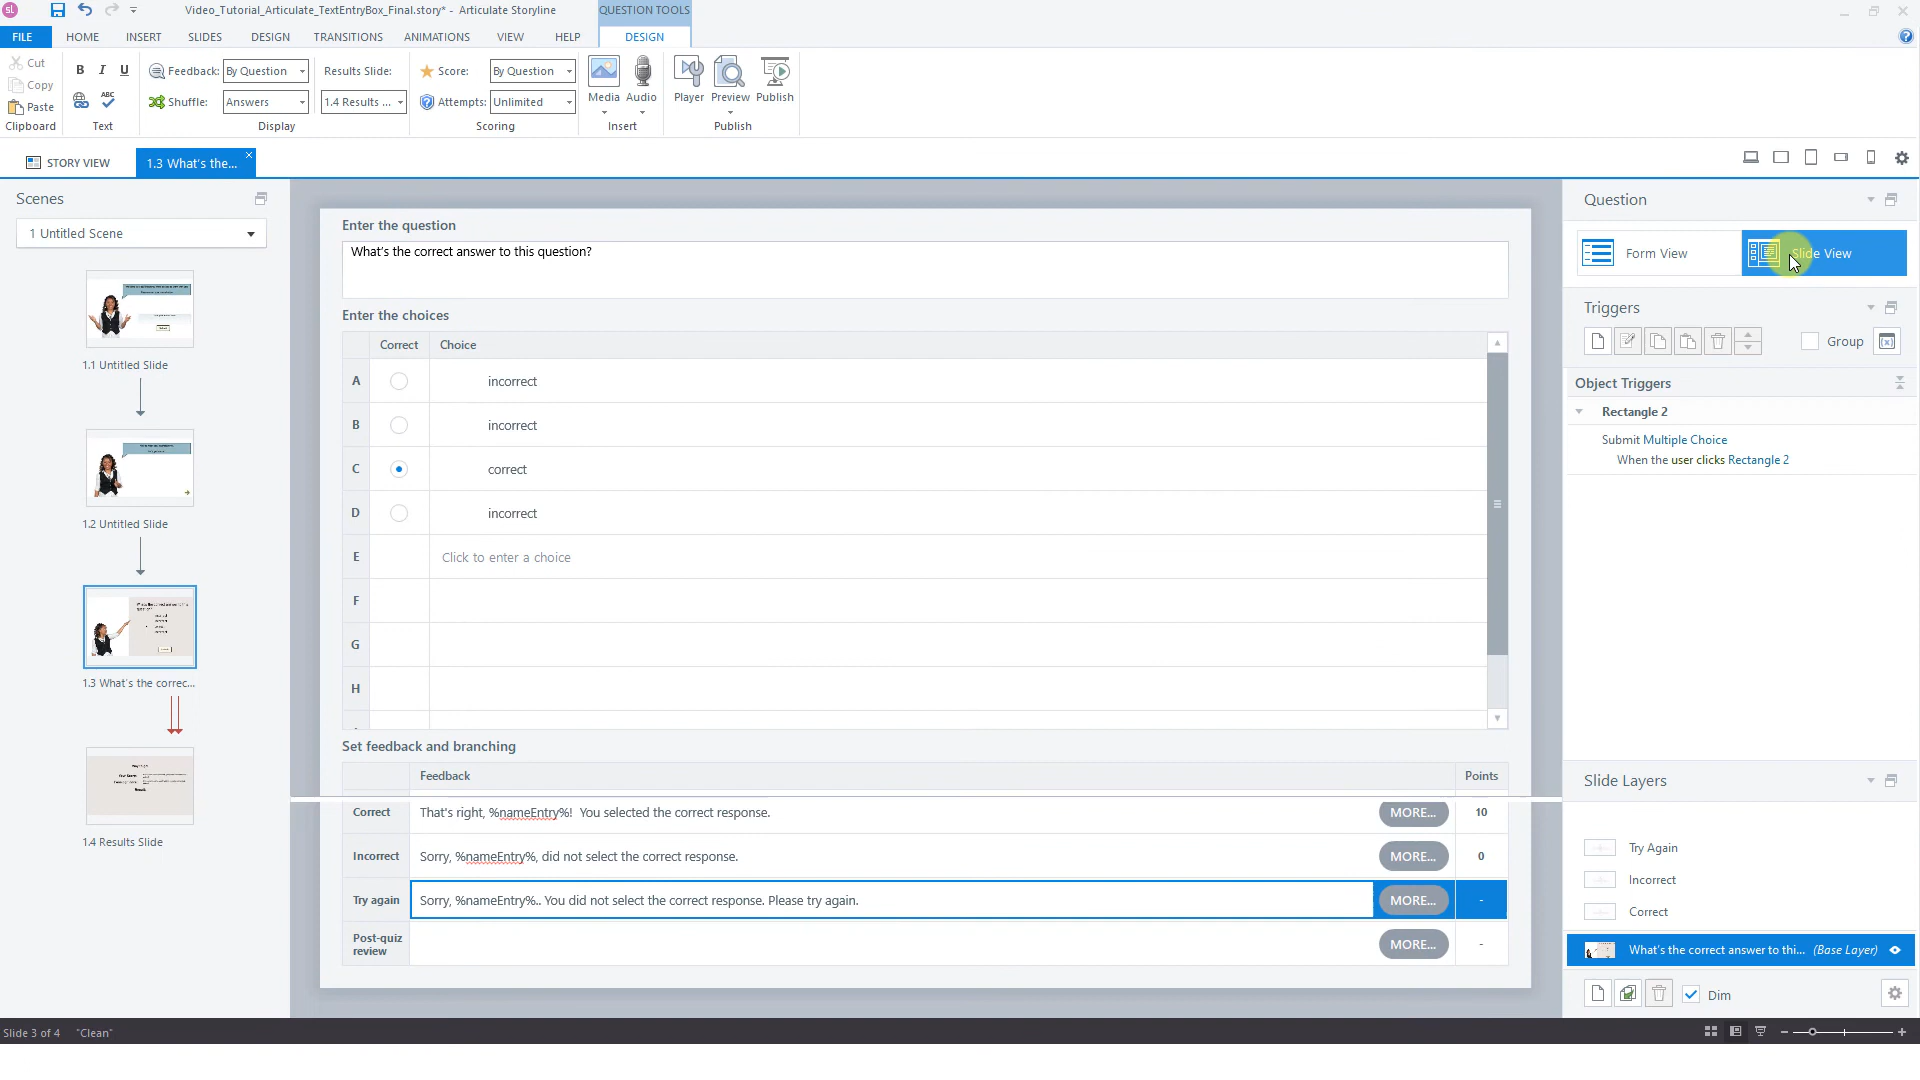 Video_Tutorial_Articulate_TextEntryBox_Final.story* - Articulate Storyline
QUESTION TOOLS
FILE
HOME
INSERT
SLIDES
DESIGN
TRANSITIONS
ANIMATIONS
VIEW
HELP
DESIGN
Cut
Copy
Paste
Clipboard
B I U
ABC
Text
Feedback: By Question
Shuffle: Answers
Results Slide:
1.4 Results ...
Display
Score: By Question
Attempts: Unlimited
Scoring
Media
Audio
Insert
Player
Preview
Publish
Publish
STORY VIEW
1.3 What's the...
Scenes
1 Untitled Scene
1.1 Untitled Slide
1.2 Untitled Slide
1.3 What's the correc...
1.4 Results Slide
Enter the question
What's the correct answer to this question?
Enter the choices
Correct Choice
A incorrect
B incorrect
C correct
D incorrect
E Click to enter a choice
F
G
H
Set feedback and branching
Feedback Points
Correct That's right, %nameEntry%! You selected the correct response. MORE... 10
Incorrect Sorry, %nameEntry%, did not select the correct response. MORE... 0
Try again Sorry, %nameEntry%.. You did not select the correct response. Please try again. MORE... -
Post-quiz
review MORE... -
Question
Form View
Slide View
Triggers
Group
Object Triggers
Rectangle 2
Submit Multiple Choice
When the user clicks Rectangle 2
Slide Layers
Try Again
Incorrect
Correct
What's the correct answer to thi... (Base Layer)
Dim
Slide 3 of 4 "Clean"